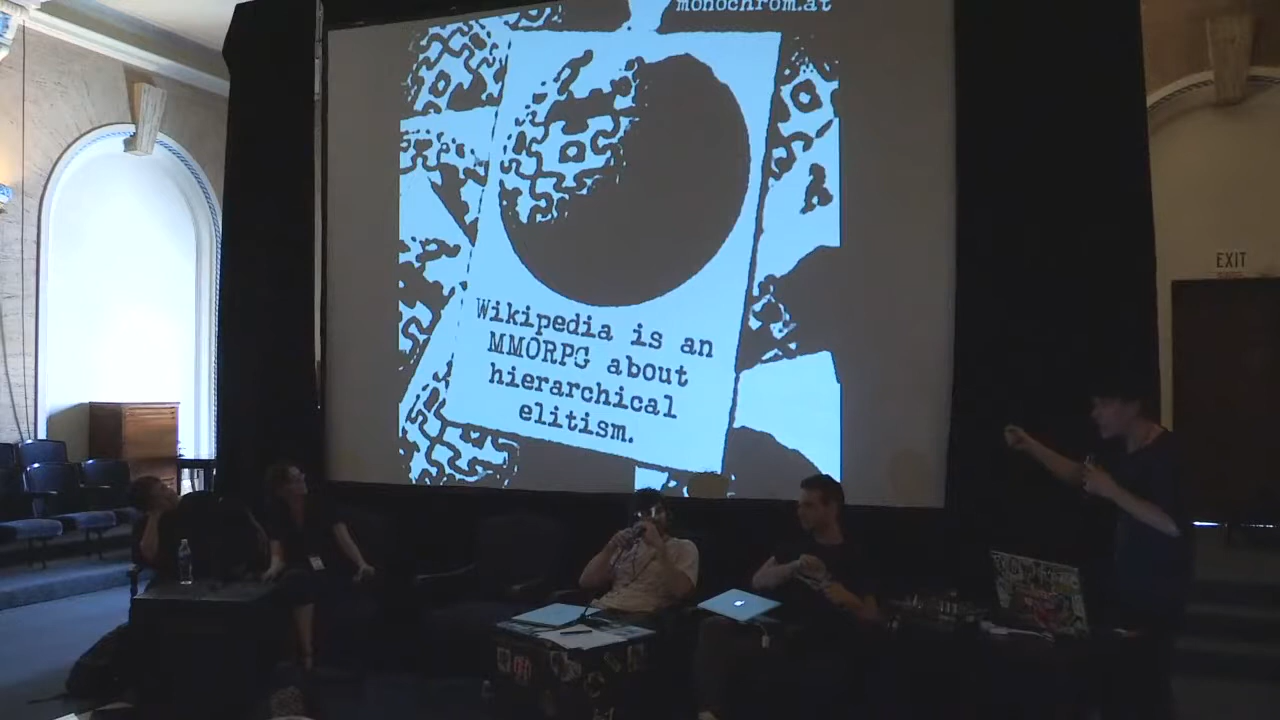 monochrom.at
Wikipedia is an
MMORPG about
hierarchical
elitism.
EXIT